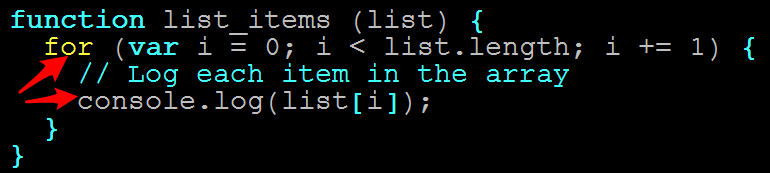 function list_items (list) {
  for (var i = 0; i < list.length; i += 1) {
    // Log each item in the array
    console.log(list[i]);
  }
}